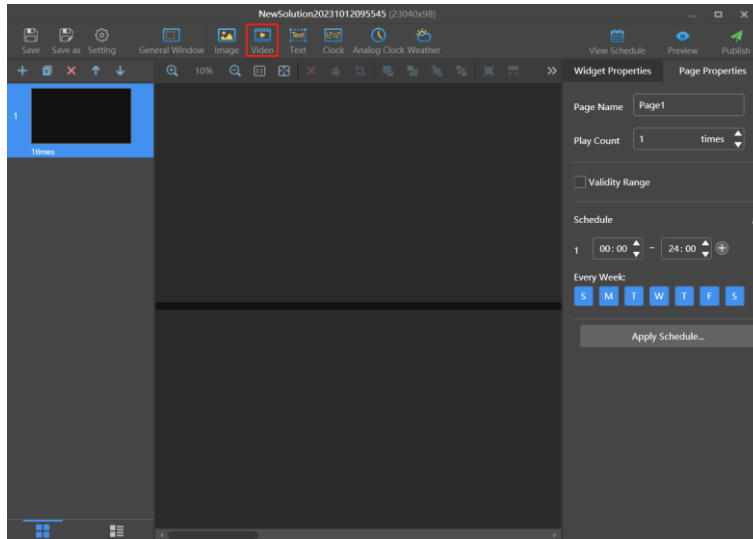 NewSolution20231012095545 (23040x98)
Save Save as Setting General Window Image Video Text Clock Analog Clock Weather View Schedule Preview Publish
10% Widget Properties Page Properties
1
1times
Page Name Page1
Play Count 1 times
Validity Range
Schedule
1 00:00 ~ 24:00
Every Week:
S M T W T F S
Apply Schedule...